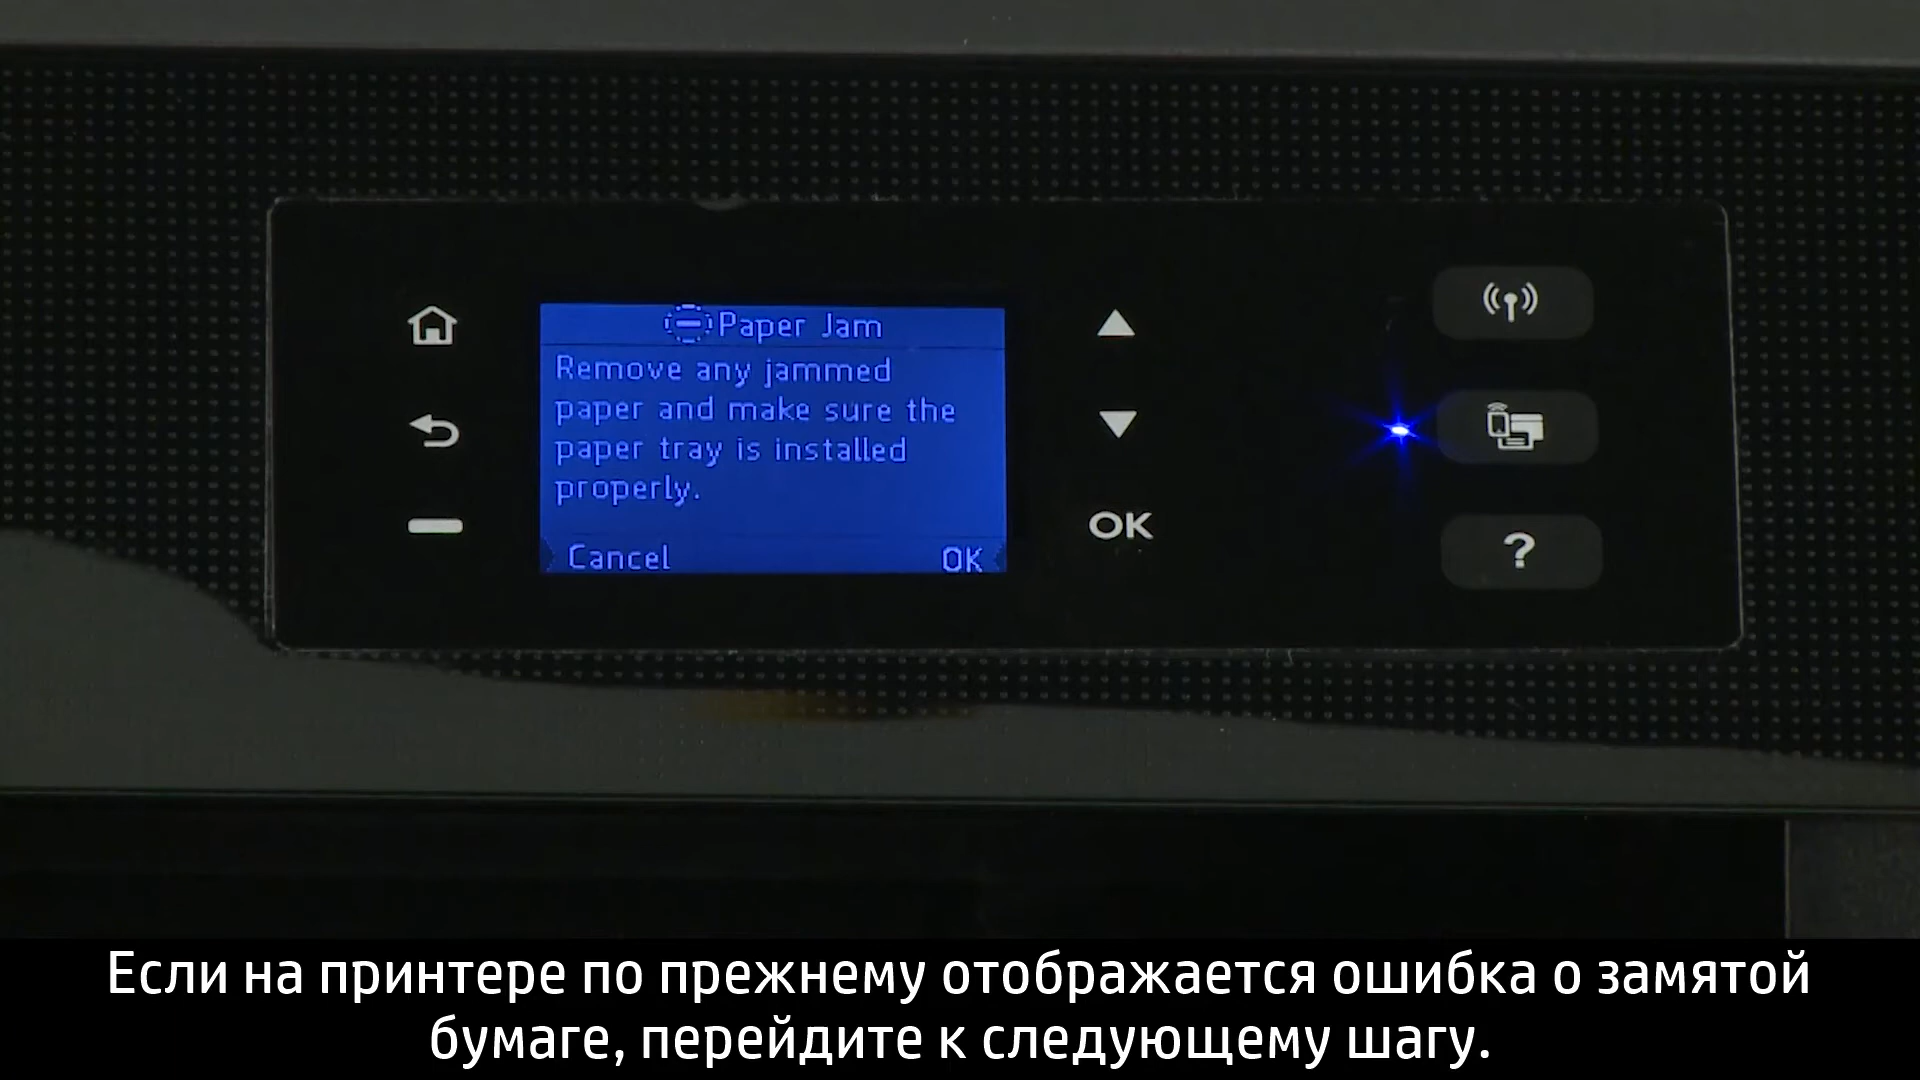 Paper Jam
Remove any jammed
paper and make sure the
paper tray is installed
properly.
Cancel OK
OK
?
Если на принтере по прежнему отображается ошибка о замятой
бумаге, перейдите к следующему шагу.